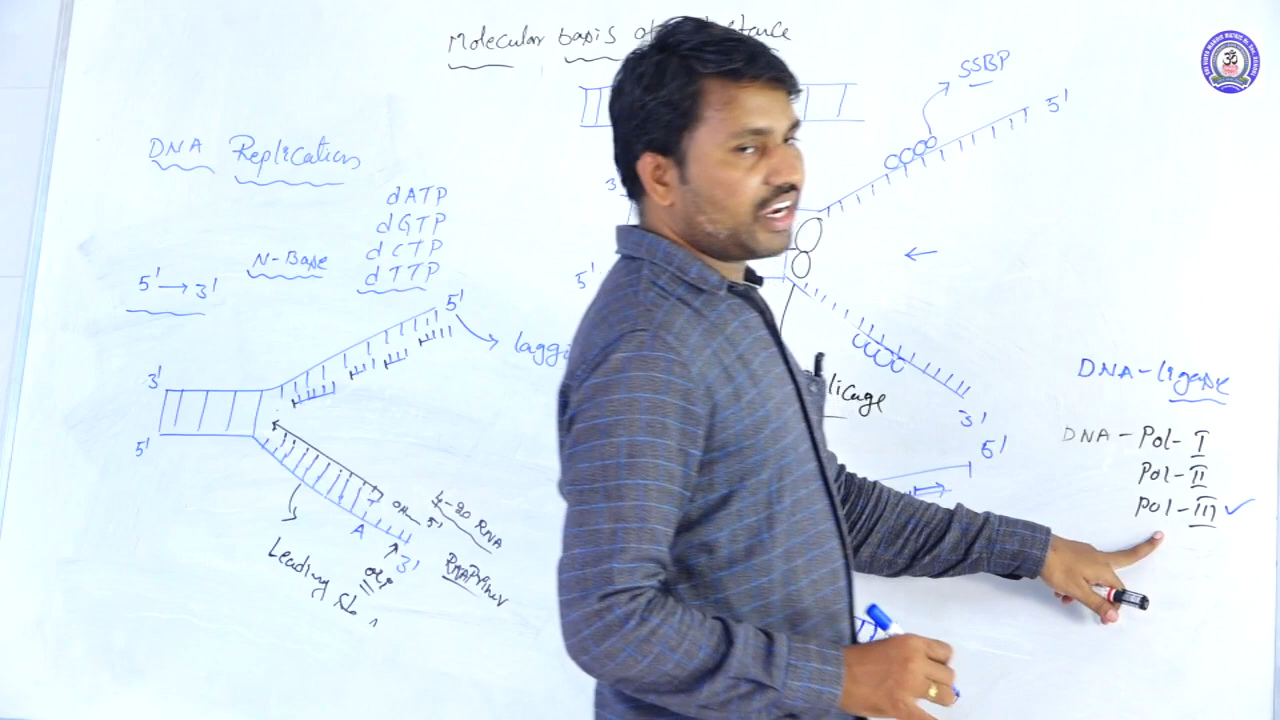 Molecular basis of
SSBP
5'
DNA Replication
dATP
dGTP
dCTP
dTTP
N-Base
5' → 3'
3'
5'
5'
3'
5'
DNA-ligase
3'
5'
DNA - Pol - I
Pol - II
Pol - III ✓
4-20 RNA
OH
5'
A
3'
RNA Primer
Leading